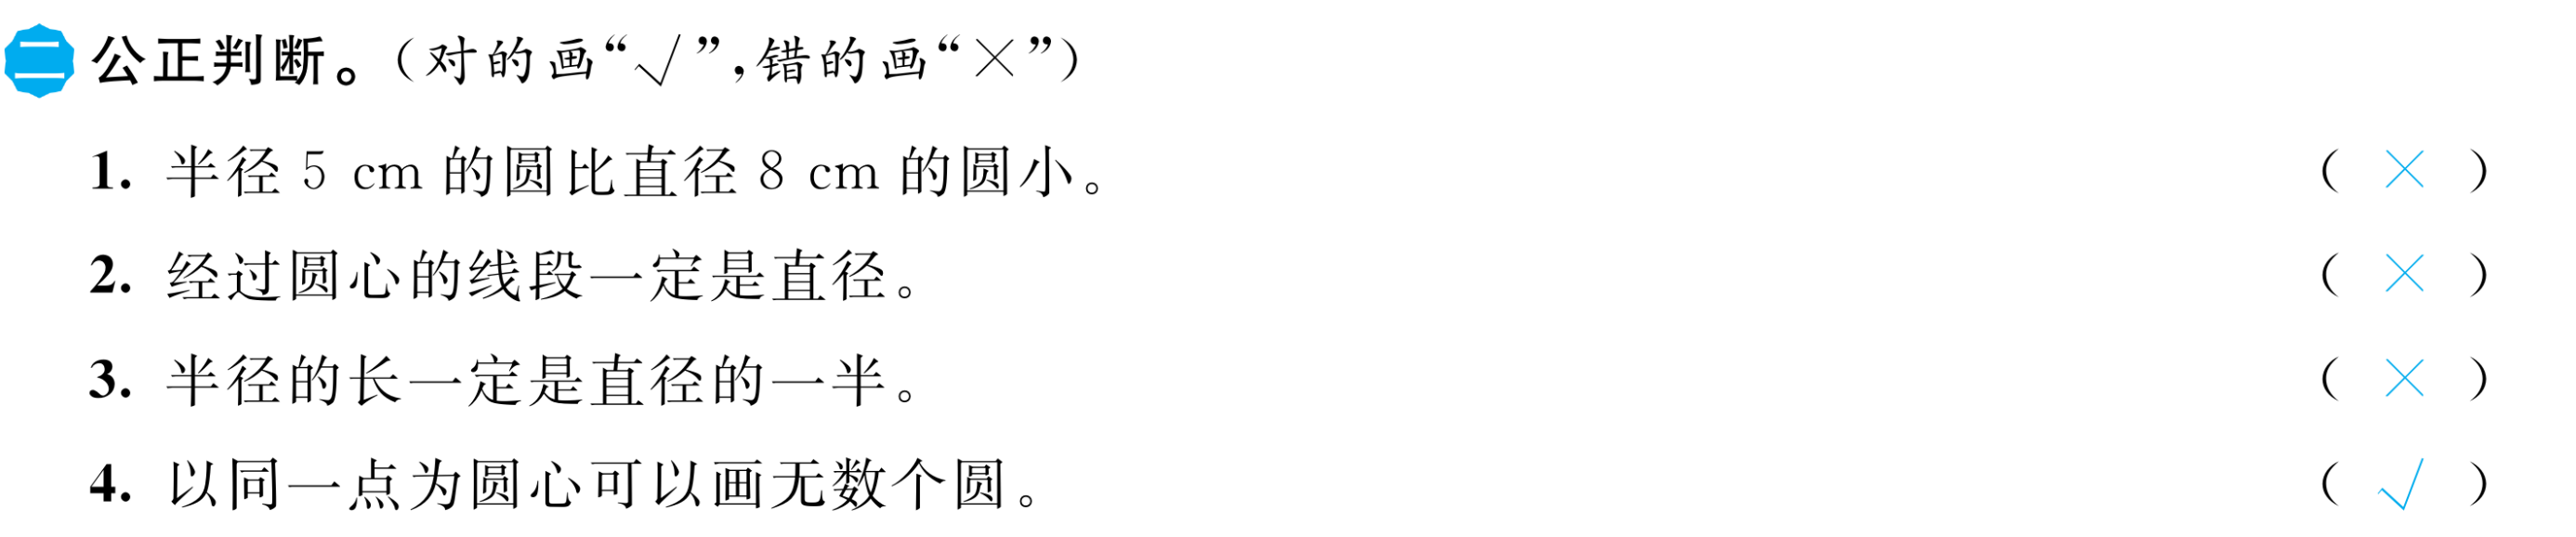 二 公正判断。(对的画“√”,错的画“×”)
1. 半径 5 cm 的圆比直径 8 cm 的圆小。 ( × )
2. 经过圆心的线段一定是直径。 ( × )
3. 半径的长一定是直径的一半。 ( × )
4. 以同一点为圆心可以画无数个圆。 ( √ )